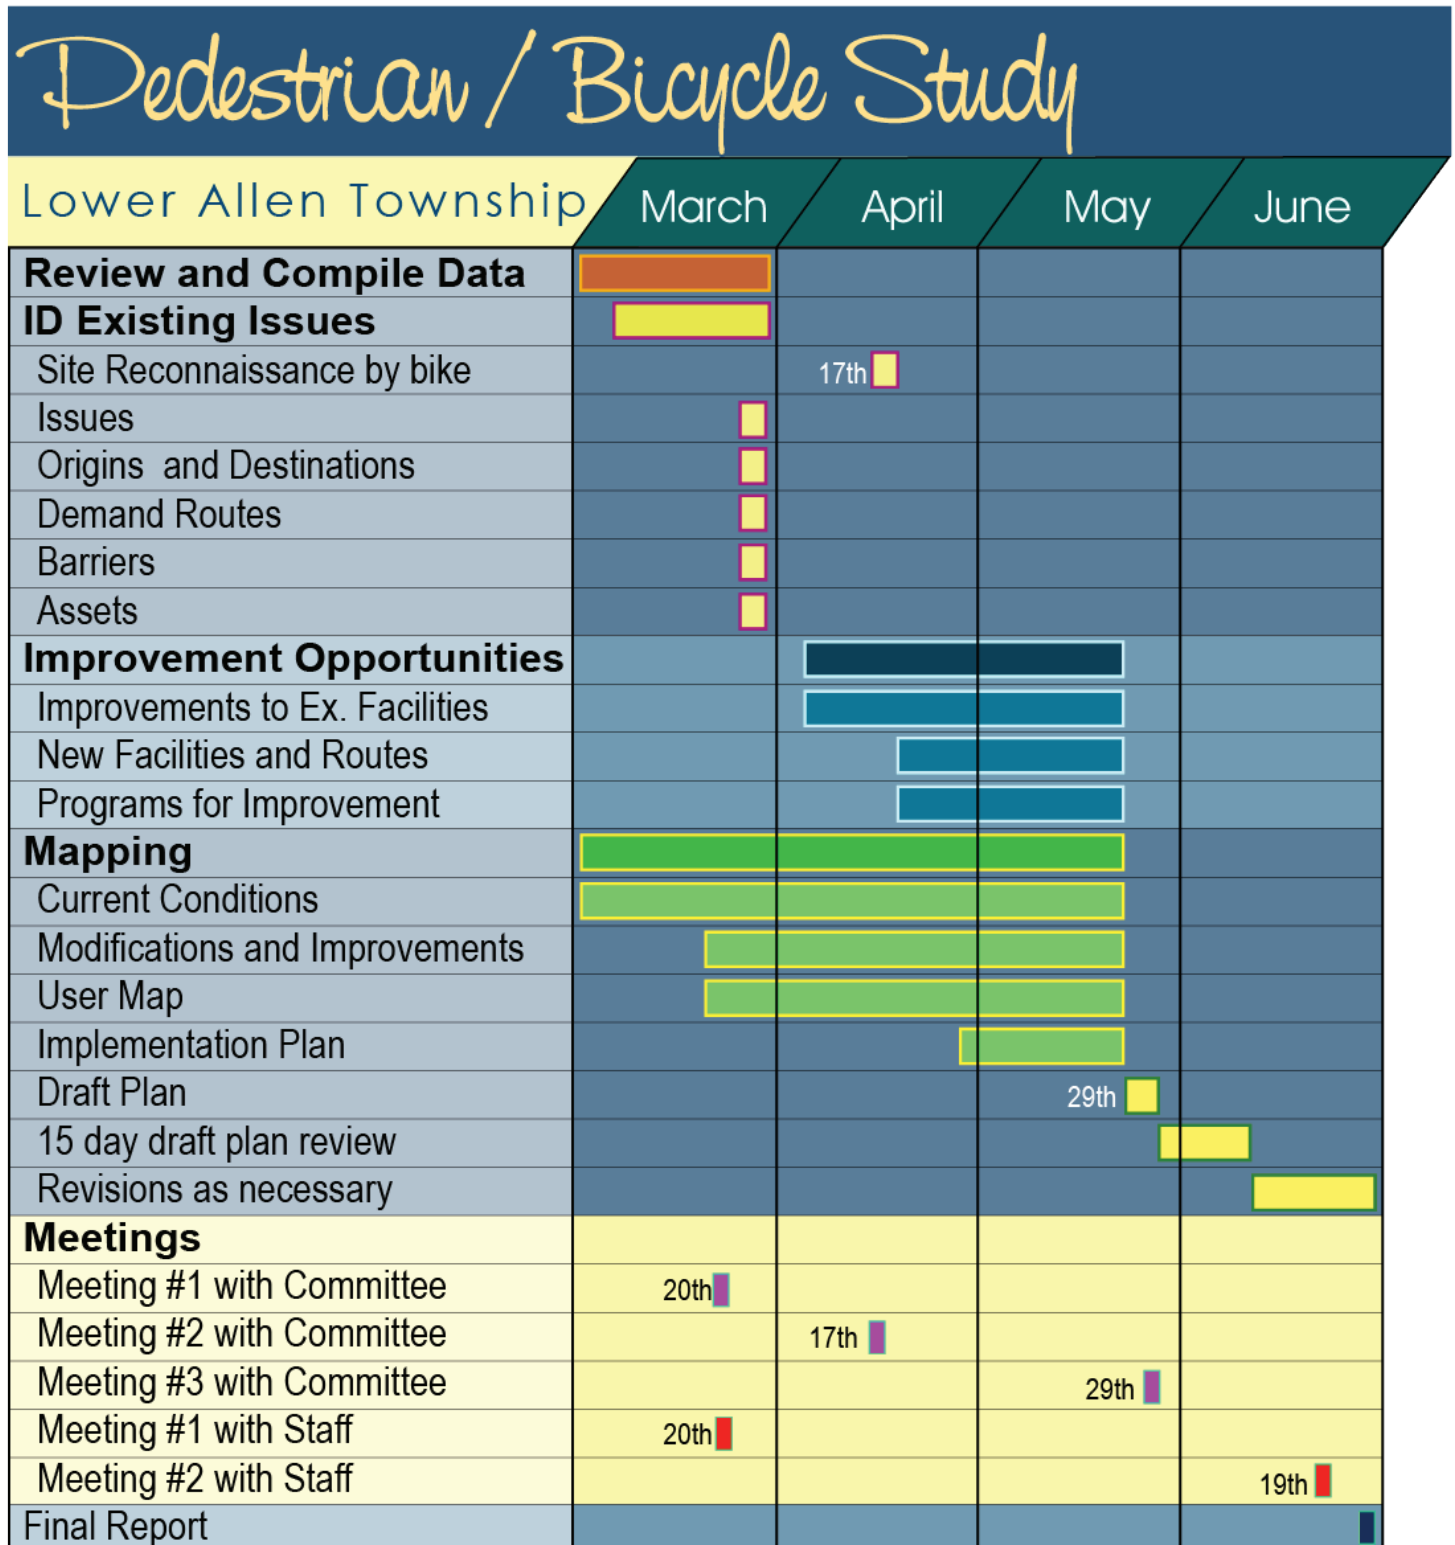 Pedestrian / Bicycle Study
Lower Allen Township March April May June
Review and Compile Data
ID Existing Issues
Site Reconnaissance by bike 17th
Issues
Origins and Destinations
Demand Routes
Barriers
Assets
Improvement Opportunities
Improvements to Ex. Facilities
New Facilities and Routes
Programs for Improvement
Mapping
Current Conditions
Modifications and Improvements
User Map
Implementation Plan
Draft Plan 29th
15 day draft plan review
Revisions as necessary
Meetings
Meeting #1 with Committee 20th
Meeting #2 with Committee 17th
Meeting #3 with Committee 29th
Meeting #1 with Staff 20th
Meeting #2 with Staff 19th
Final Report